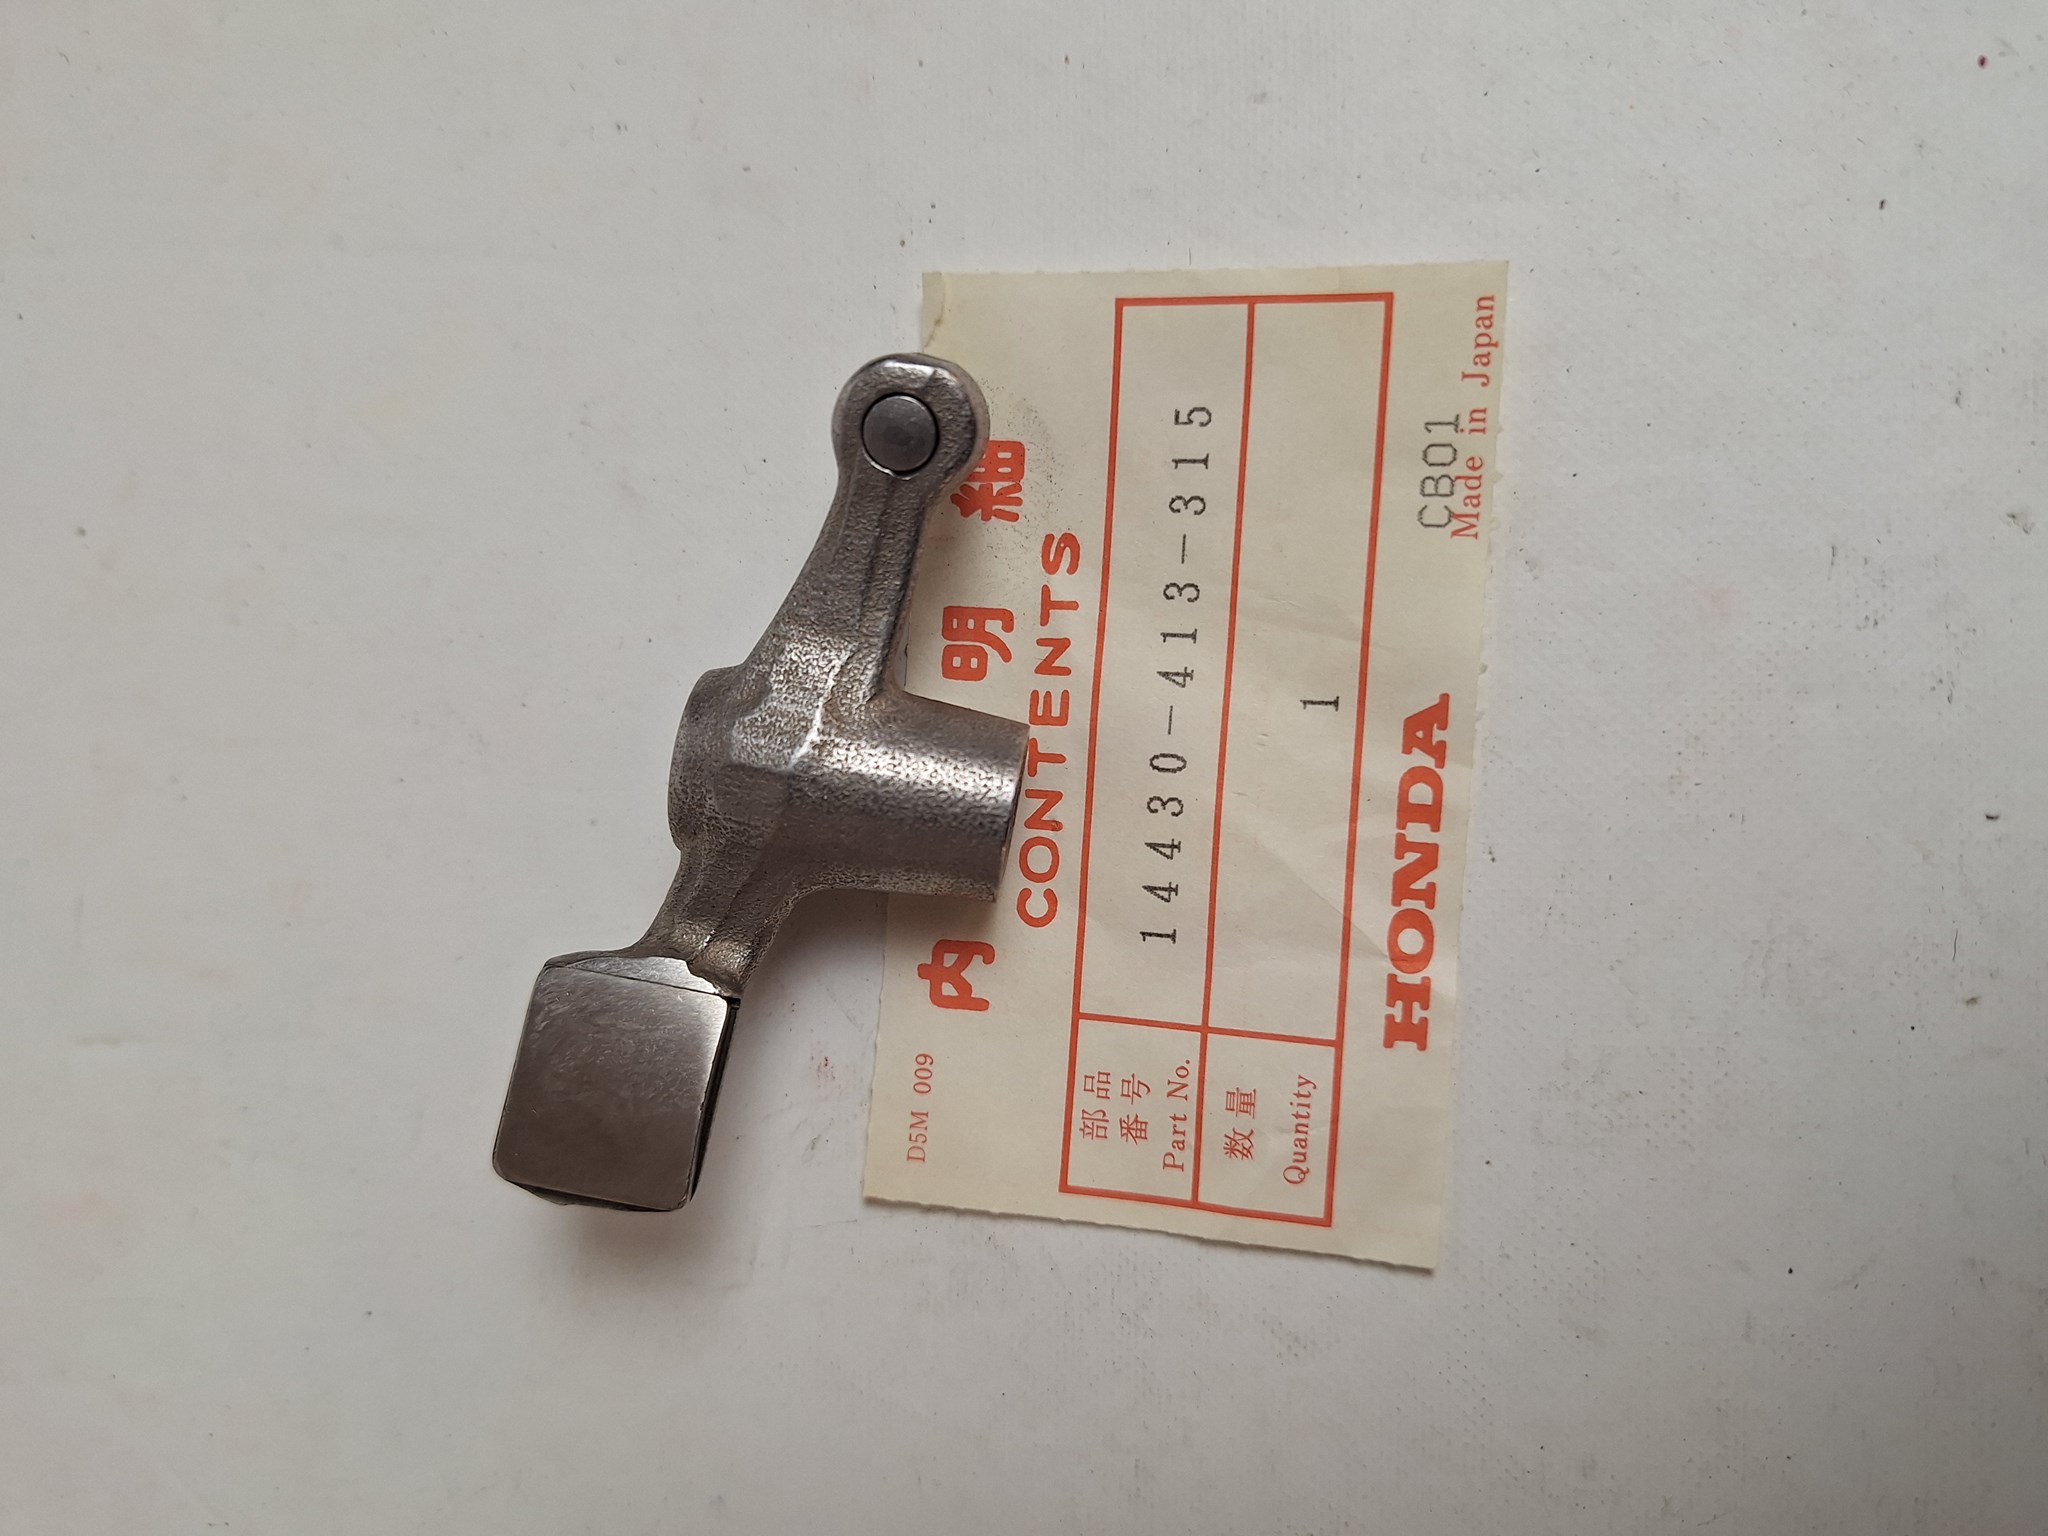 D5M 009
内 明 細
CONTENTS
部品
番号
Part No.
14430-413-315
数量
Quantity
1
HONDA
CB01
Made in Japan